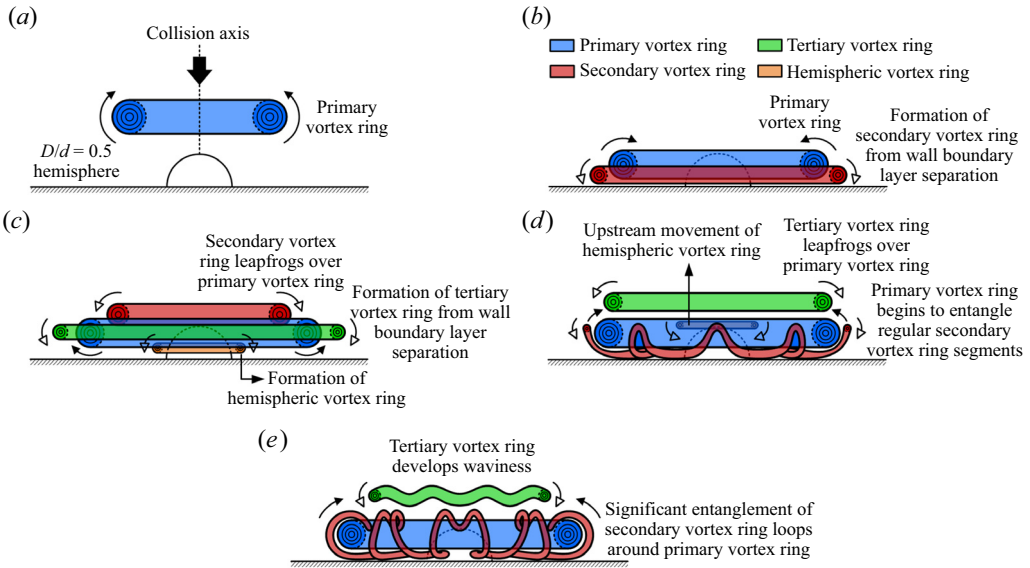 (a)
Collision axis
Primary
vortex ring
D/d = 0.5
hemisphere
(b)
Primary vortex ring
Tertiary vortex ring
Secondary vortex ring
Hemispheric vortex ring
Primary
vortex ring
Formation of
secondary vortex ring
from wall boundary
layer separation
(c)
Secondary vortex
ring leapfrogs over
primary vortex ring
Formation of tertiary
vortex ring from wall
boundary layer
separation
Formation of
hemispheric vortex ring
(d)
Upstream movement of
hemispheric vortex ring
Tertiary vortex ring
leapfrogs over
primary vortex ring
Primary vortex ring
begins to entangle
regular secondary
vortex ring segments
(e)
Tertiary vortex ring
develops waviness
Significant entanglement of
secondary vortex ring loops
around primary vortex ring